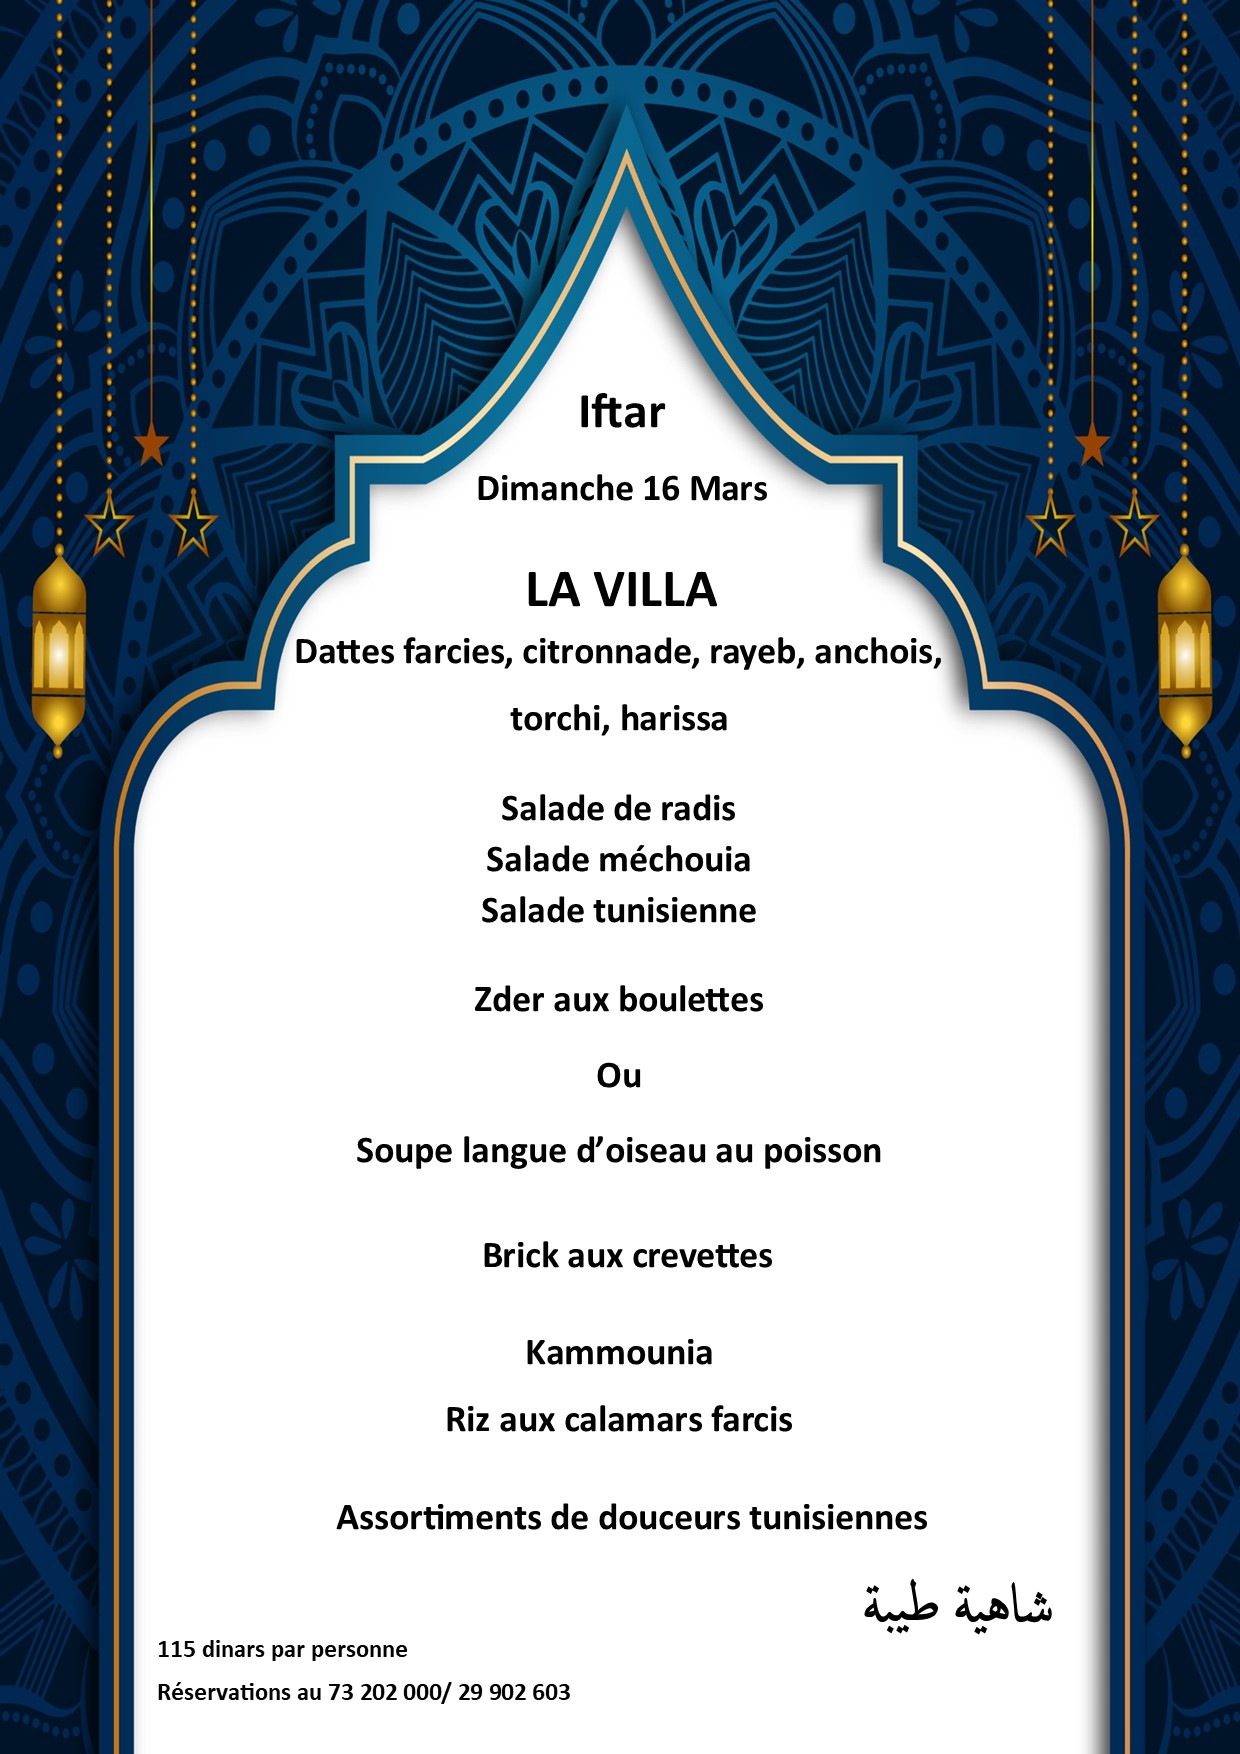 Iftar
Dimanche 16 Mars
LA VILLA
Dattes farcies, citronnade, rayeb, anchois,
torchi, harissa
Salade de radis
Salade méchouia
Salade tunisienne
Zder aux boulettes
Ou
Soupe langue d’oiseau au poisson
Brick aux crevettes
Kammounia
Riz aux calamars farcis
Assortiments de douceurs tunisiennes
شاهية طيبة
115 dinars par personne
Réservations au 73 202 000/ 29 902 603